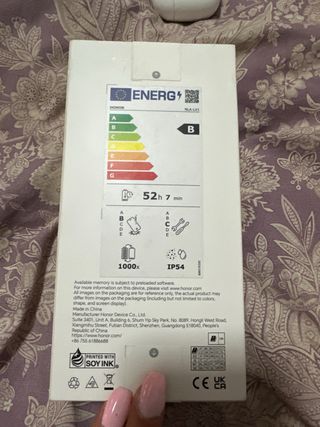 ENERG
HONOR
NLA-LX1
A
B
C
D
E
F
G
B
52h 7 min
A
B
C
D
E
A
B
C
D
E
1000x
IP54
Available memory is subject to preloaded software.
For more information on this device, please visit www.honor.com
All images on the packaging are for reference only, the actual product may
differ from images on the packaging (including but not limited to colors,
shape, and display).
Made in China
Manufacturer: Honor Device Co., Ltd.
Suite 3401, Unit A, Building 6, Shum Yip Sky Park, No. 8089, Hongli West Road,
Xiangmihu Street, Futian District, Shenzhen, Guangdong 518040, People's
Republic of China
https://www.honor.com/
+86 755 61886688
PRINTED WITH
SOY INK
CE
UK
CA